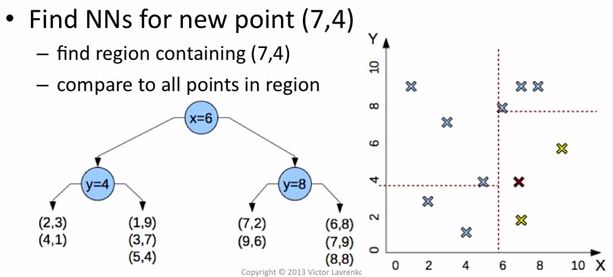 • Find NNs for new point (7,4)
– find region containing (7,4)
– compare to all points in region
x=6
y=4
y=8
(2,3)
(4,1)
(1,9)
(3,7)
(5,4)
(7,2)
(9,6)
(6,8)
(7,9)
(8,8)
Y
10
8
6
4
2
0
0 2 4 6 8 10 X
Copyright © 2013 Victor Lavrenko